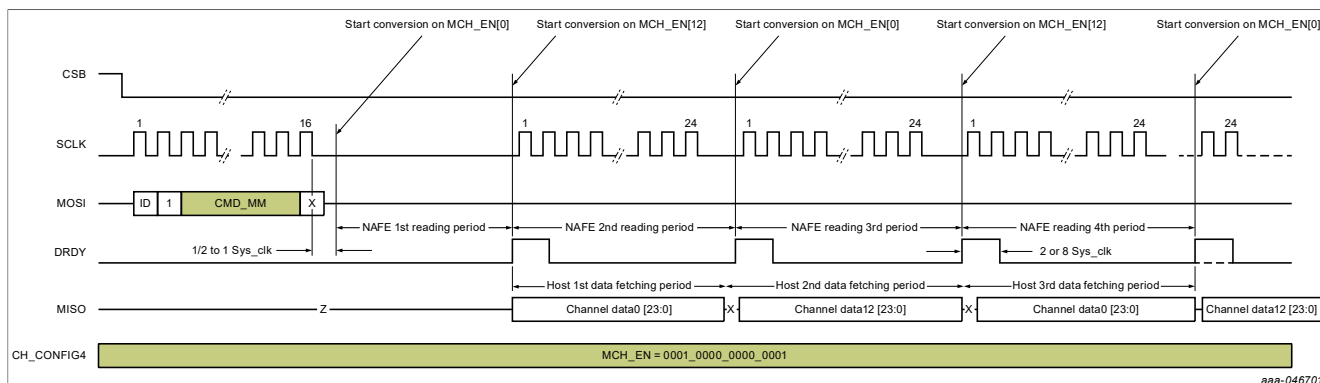 Start conversion on MCH_EN[0] Start conversion on MCH_EN[12] Start conversion on MCH_EN[0] Start conversion on MCH_EN[12] Start conversion on MCH_EN[0]
CSB
1 16 1 24 1 24 1 24 24
SCLK
MOSI ID 1 CMD_MM X
NAFE 1st reading period NAFE 2nd reading period NAFE reading 3rd period NAFE reading 4th period
1/2 to 1 Sys_clk 2 or 8 Sys_clk
DRDY
Host 1st data fetching period Host 2nd data fetching period Host 3rd data fetching period
MISO Z Channel data0 [23:0] X Channel data12 [23:0] X Channel data0 [23:0] Channel data12 [23:0]
CH_CONFIG4 MCH_EN = 0001_0000_0000_0001
aaa-046701